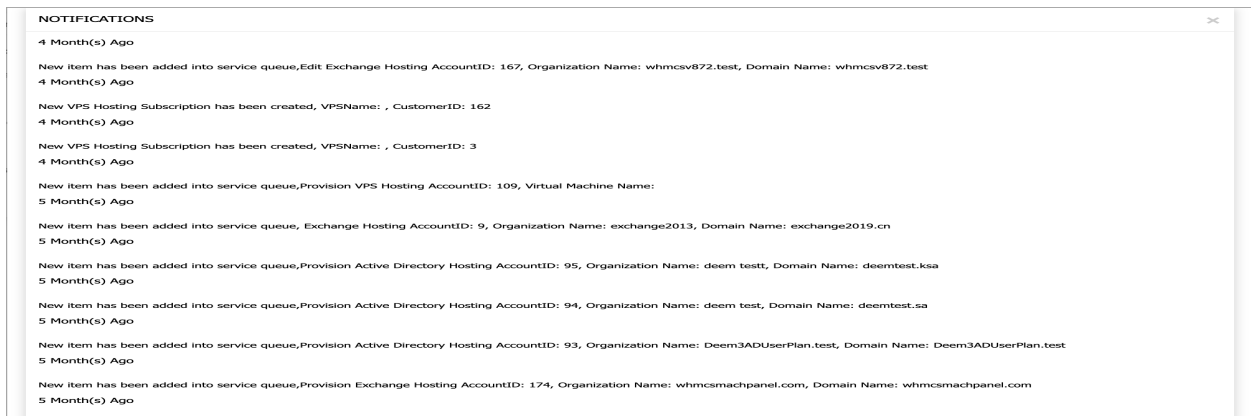 NOTIFICATIONS
×
4 Month(s) Ago
New item has been added into service queue,Edit Exchange Hosting AccountID: 167, Organization Name: whmcsv872.test, Domain Name: whmcsv872.test
4 Month(s) Ago
New VPS Hosting Subscription has been created, VPSName: , CustomerID: 162
4 Month(s) Ago
New VPS Hosting Subscription has been created, VPSName: , CustomerID: 3
4 Month(s) Ago
New item has been added into service queue,Provision VPS Hosting AccountID: 109, Virtual Machine Name:
5 Month(s) Ago
New item has been added into service queue, Exchange Hosting AccountID: 9, Organization Name: exchange2013, Domain Name: exchange2019.cn
5 Month(s) Ago
New item has been added into service queue,Provision Active Directory Hosting AccountID: 95, Organization Name: deem testt, Domain Name: deemtest.ksa
5 Month(s) Ago
New item has been added into service queue,Provision Active Directory Hosting AccountID: 94, Organization Name: deem test, Domain Name: deemtest.sa
5 Month(s) Ago
New item has been added into service queue,Provision Active Directory Hosting AccountID: 93, Organization Name: Deem3ADUserPlan.test, Domain Name: Deem3ADUserPlan.test
5 Month(s) Ago
New item has been added into service queue,Provision Exchange Hosting AccountID: 174, Organization Name: whmcsmachpanel.com, Domain Name: whmcsmachpanel.com
5 Month(s) Ago